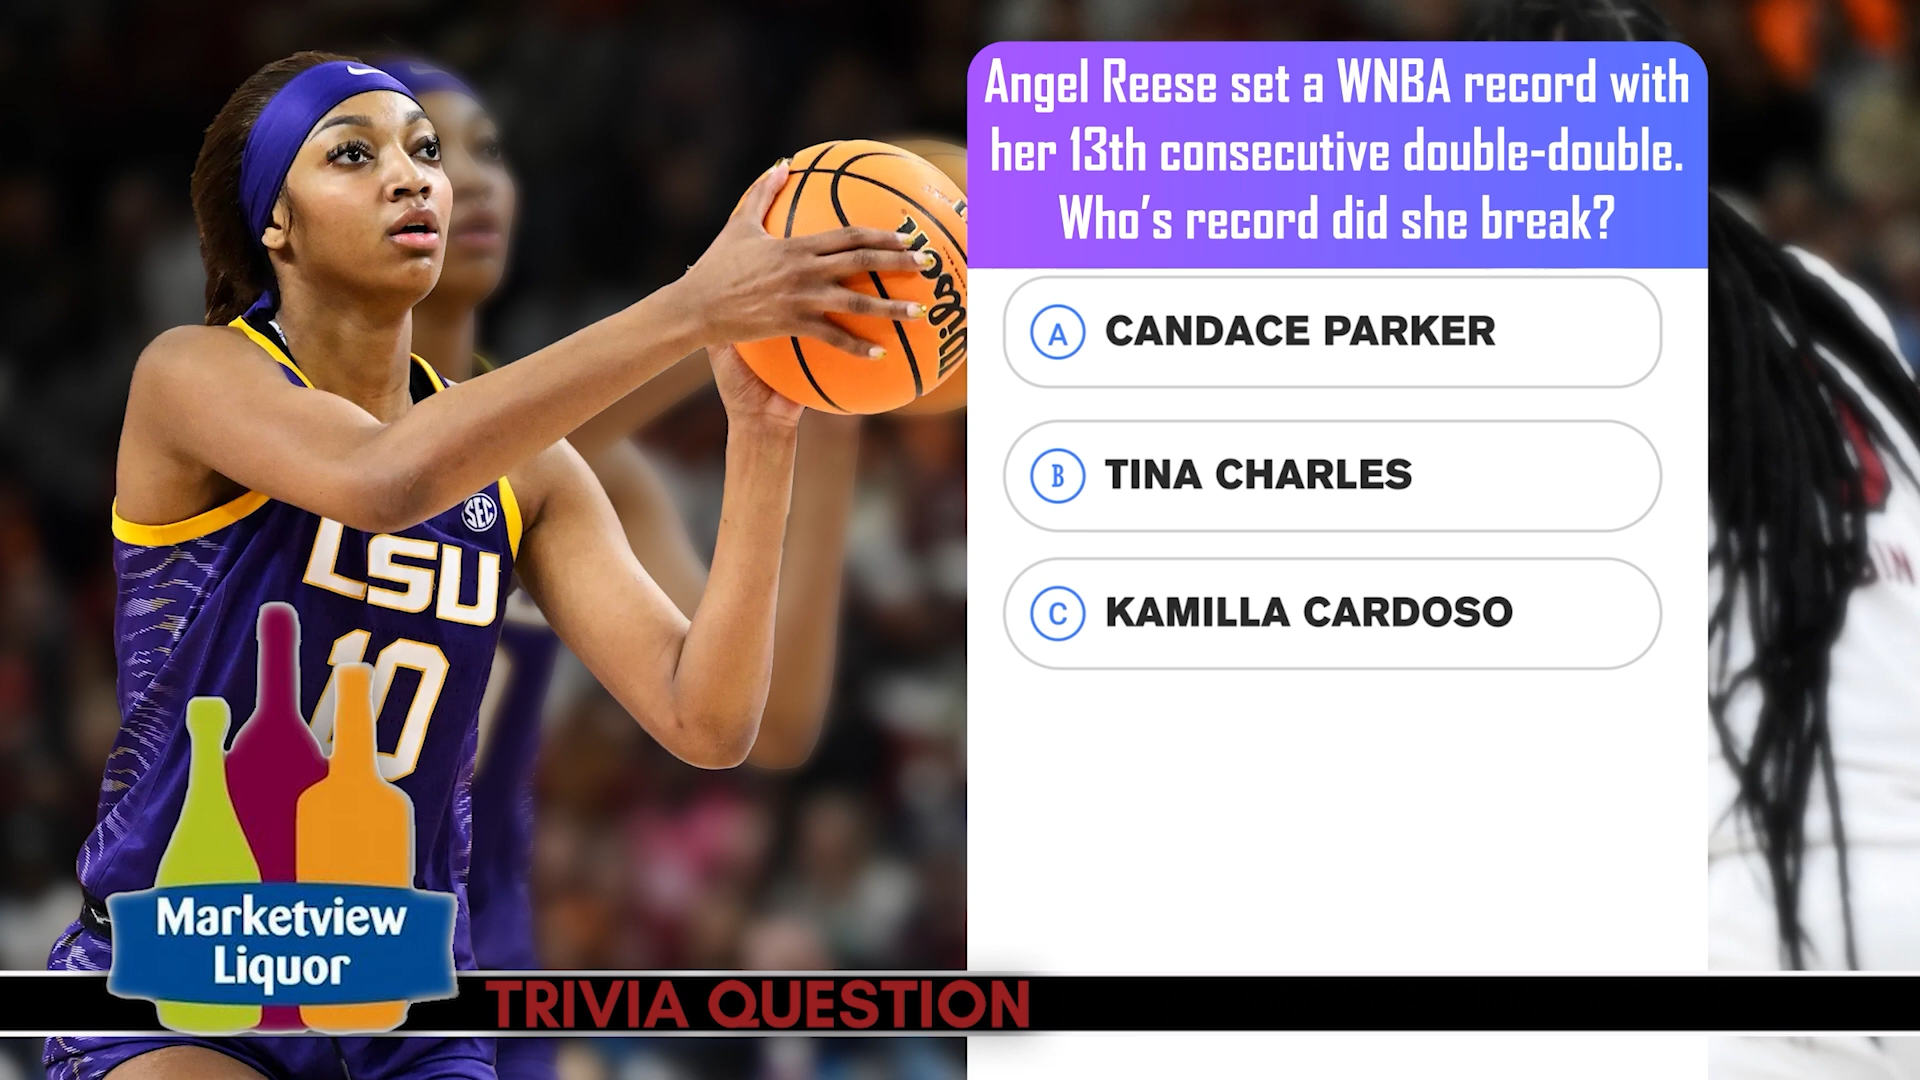 Angel Reese set a WNBA record with
her 13th consecutive double-double.
Who's record did she break?
A CANDACE PARKER
B TINA CHARLES
C KAMILLA CARDOSO
Wilson
SEC
LSU
10
Marketview
Liquor
TRIVIA QUESTION